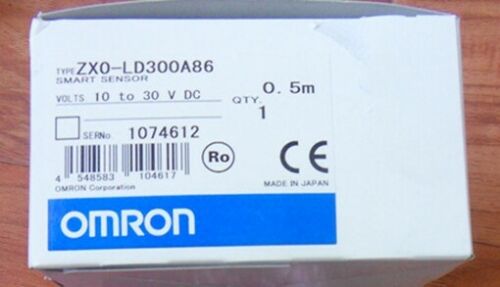 TYPE ZX0-LD300A86
SMART SENSOR
VOLTS 10 to 30 V DC
0.5m
QTY. 1
SERNo. 1074612
Ro
CE
4 548583 104617
OMRON Corporation
MADE IN JAPAN
OMRON